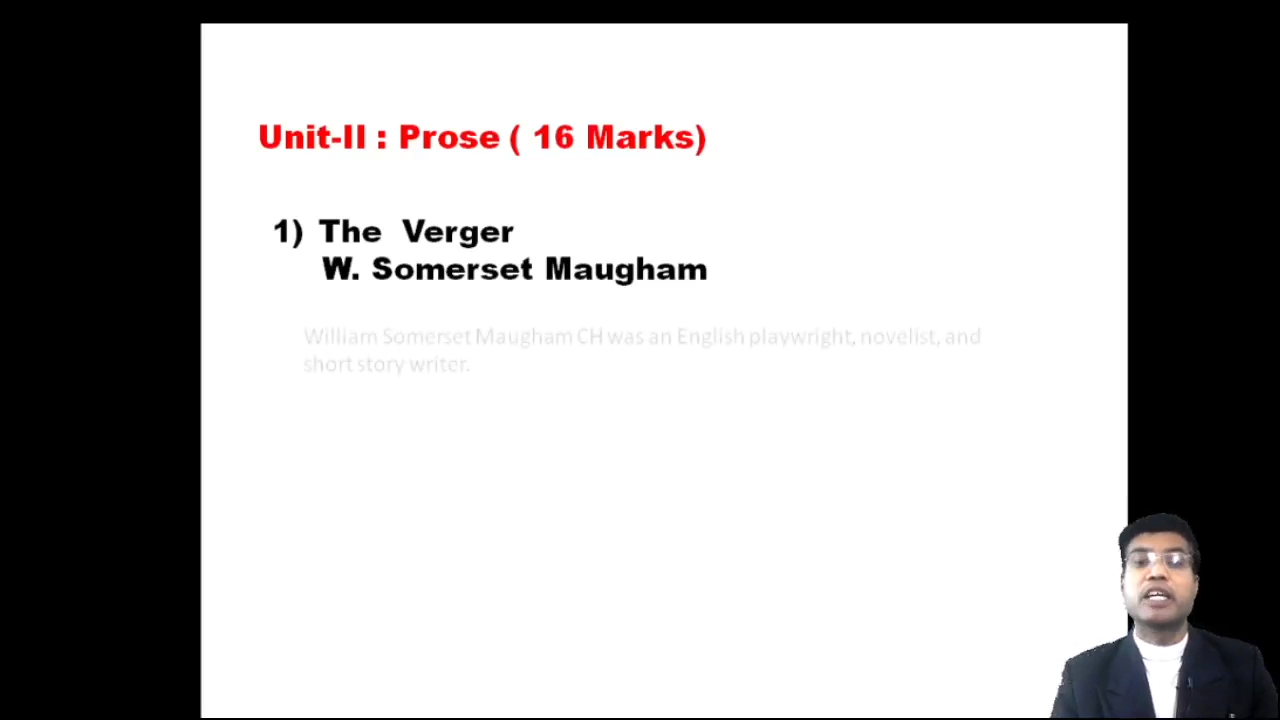 Unit-II : Prose ( 16 Marks)
1) The Verger
W. Somerset Maugham
William Somerset Maugham CH was an English playwright, novelist, and
short story writer.